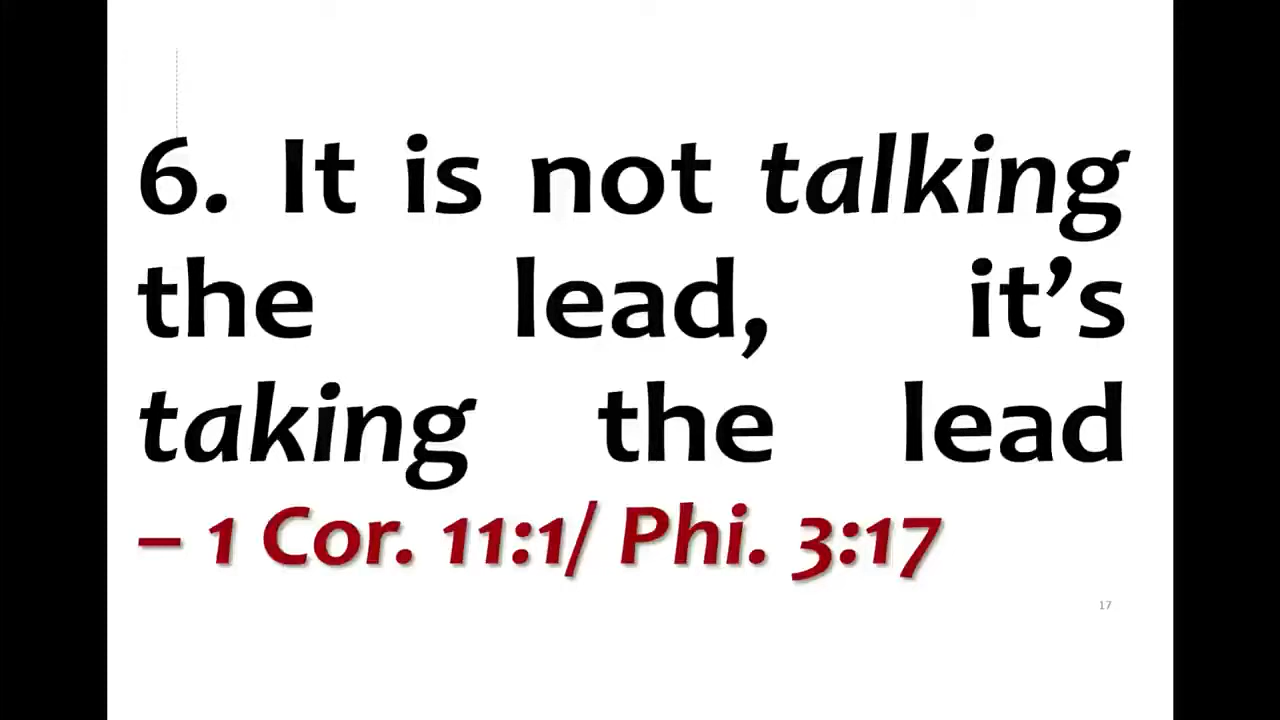 6. It is not talking
the lead, it’s
taking the lead
– 1 Cor. 11:1/ Phi. 3:17
17